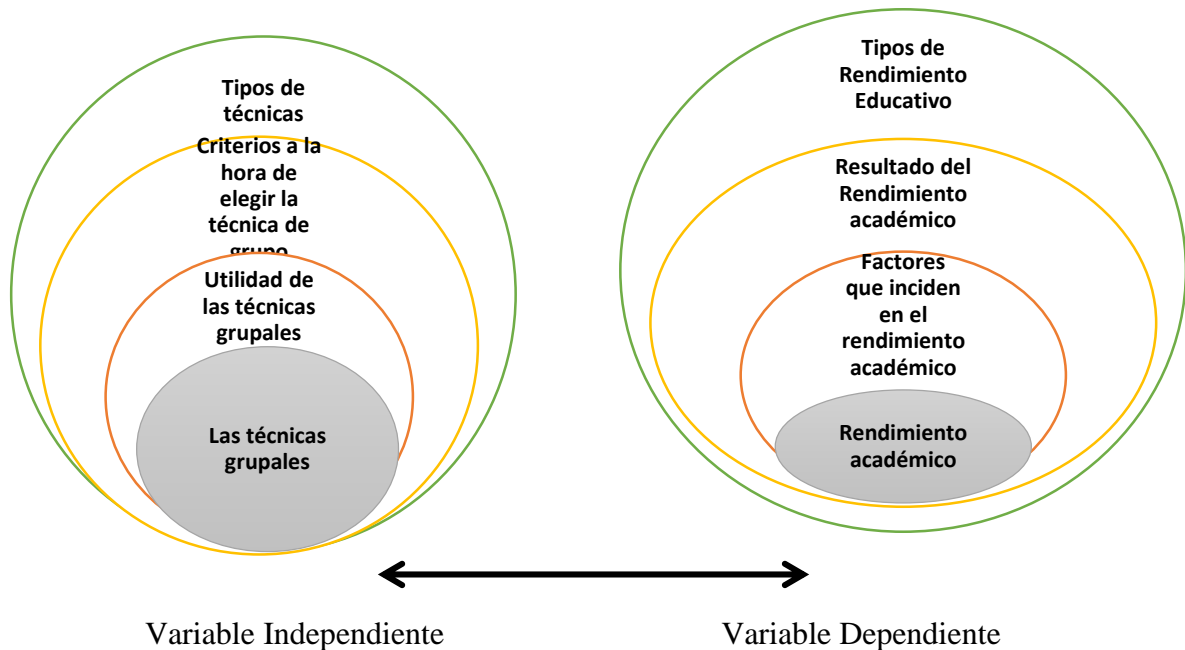 Tipos de
técnicas
Criterios a la
hora de
elegir la
técnica de
grupo
Utilidad de
las técnicas
grupales
Las técnicas
grupales
Tipos de
Rendimiento
Educativo
Resultado del
Rendimiento
académico
Factores
que inciden
en el
rendimiento
académico
Rendimiento
académico
Variable Independiente
Variable Dependiente